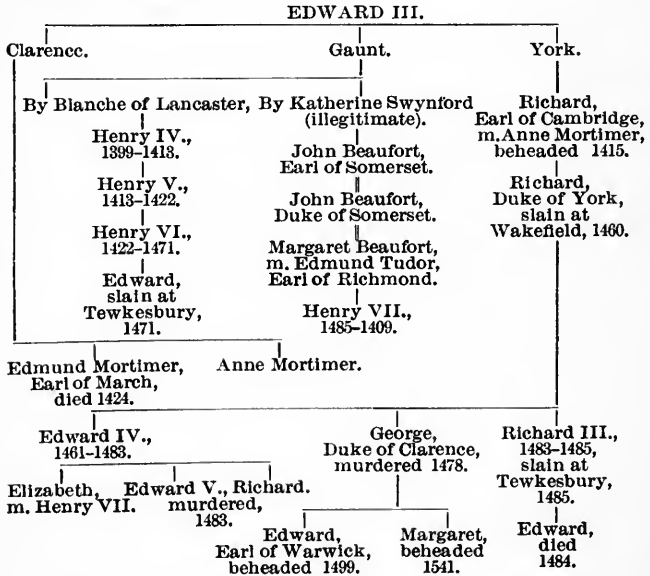 EDWARD III.
Clarence. Gaunt. York.
By Blanche of Lancaster, By Katherine Swynford
(illegitimate).
Henry IV.,
1399-1413.
Henry V.,
1413-1422.
Henry VI.,
1422-1471.
Edward,
slain at
Tewkesbury,
1471.
John Beaufort,
Earl of Somerset.
John Beaufort,
Duke of Somerset.
Margaret Beaufort,
m. Edmund Tudor,
Earl of Richmond.
Henry VII.,
1485-1409.
Richard,
Earl of Cambridge,
m. Anne Mortimer,
beheaded 1415.
Richard,
Duke of York,
slain at
Wakefield, 1460.
Edmund Mortimer,
Earl of March,
died 1424.
Anne Mortimer.
Edward IV.,
1461-1483.
George,
Duke of Clarence,
murdered 1478.
Richard III.,
1483-1485,
slain at
Tewkesbury,
1485.
Elizabeth,
m. Henry VII.
Edward V., Richard.
murdered,
1483.
Edward,
Earl of Warwick,
beheaded 1499.
Margaret,
beheaded
1541.
Edward,
died
1484.